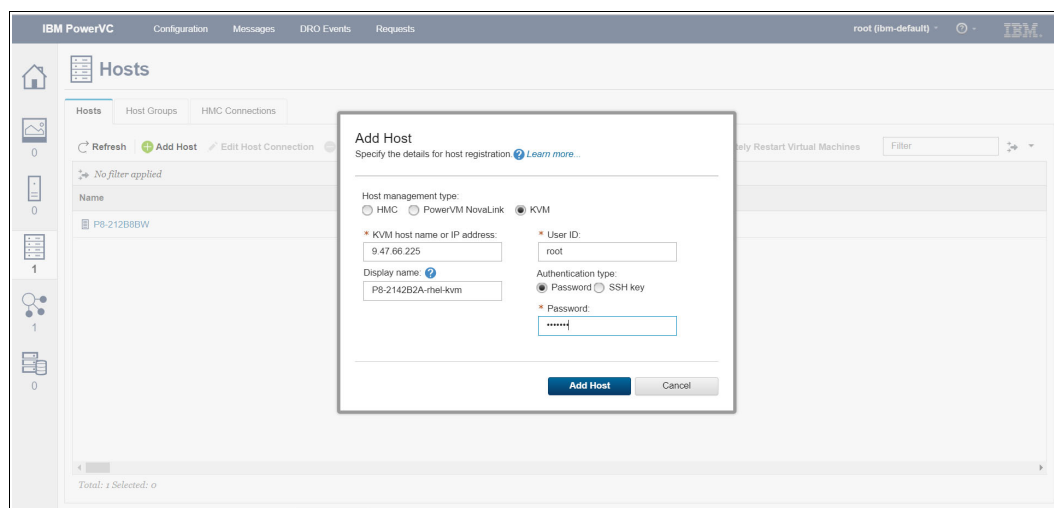 IBM PowerVC Configuration Messages DRO Events Requests root (ibm-default) IBM
Hosts
Hosts Host Groups HMC Connections
Refresh Add Host Edit Host Connection Restart Virtual Machines Filter
No filter applied
Name
P8-212B8BW
0
0
1
1
0
Total: 1 Selected: 0
Add Host
Specify the details for host registration. ? Learn more...
Host management type:
HMC PowerVM NovaLink KVM
* KVM host name or IP address: * User ID:
9.47.66.225 root
Display name: ? Authentication type:
P8-2142B2A-rhel-kvm Password SSH key
* Password:
•••••••
Add Host Cancel